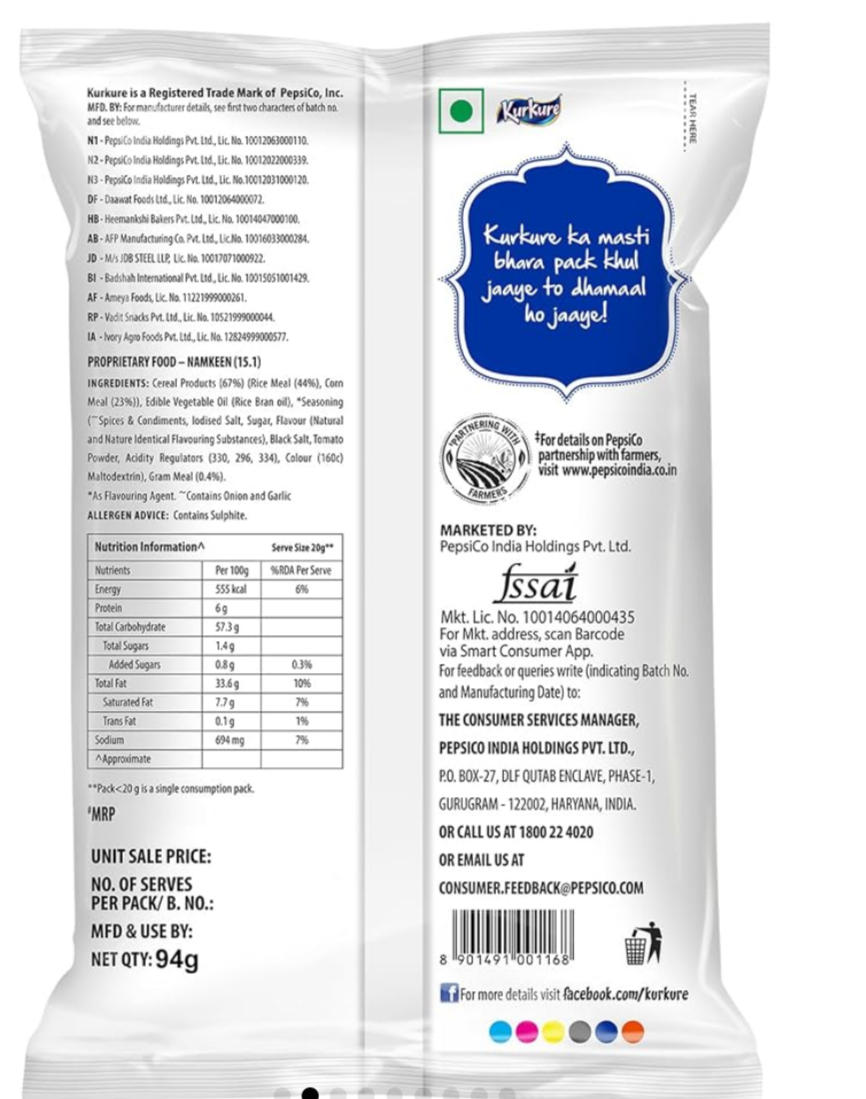 Kurkure is a Registered Trade Mark of PepsiCo, Inc.
MFD. BY: For manufacturer details, see first two characters of batch no.
and see below.
N1 - PepsiCo India Holdings Pvt. Ltd., Lic. No. 10012063000110.
N2 - PepsiCo India Holdings Pvt. Ltd., Lic. No. 10012022000339.
N3 - PepsiCo India Holdings Pvt. Ltd., Lic. No.10012031000120.
DF - Daawat Foods Ltd., Lic. No. 10012064000072.
HB - Heemankshi Bakers Pvt. Ltd., Lic. No. 10014047000100.
AB - AFP Manufacturing Co. Pvt. Ltd., Lic.No. 10016033000284.
JD - M/s JDB STEEL LLP, Lic. No. 10017071000922.
BI - Badshah International Pvt. Ltd., Lic. No. 10015051001429.
AF - Ameya Foods, Lic. No. 11221999000261.
RP - Vadit Snacks Pvt. Ltd., Lic. No. 10521999000044.
IA - Ivory Agro Foods Pvt. Ltd., Lic. No. 12824999000577.
PROPRIETARY FOOD – NAMKEEN (15.1)
INGREDIENTS: Cereal Products (67%) (Rice Meal (44%), Corn
Meal (23%)), Edible Vegetable Oil (Rice Bran oil), *Seasoning
(~Spices & Condiments, Iodised Salt, Sugar, Flavour (Natural
and Nature Identical Flavouring Substances), Black Salt, Tomato
Powder, Acidity Regulators (330, 296, 334), Colour (160c)
Maltodextrin), Gram Meal (0.4%).
*As Flavouring Agent. ~Contains Onion and Garlic
ALLERGEN ADVICE: Contains Sulphite.
Nutrition Information^ Serve Size 20g**
Nutrients Per 100g %RDA Per Serve
Energy 555 kcal 6%
Protein 6 g
Total Carbohydrate 57.3 g
Total Sugars 1.4 g
Added Sugars 0.8 g 0.3%
Total Fat 33.6 g 10%
Saturated Fat 7.7 g 7%
Trans Fat 0.1 g 1%
Sodium 694 mg 7%
^Approximate
**Pack<20 g is a single consumption pack.
#MRP
UNIT SALE PRICE:
NO. OF SERVES
PER PACK/ B. NO.:
MFD & USE BY:
NET QTY: 94g
Kurkure
TEAR HERE
Kurkure ka masti
bhara pack khul
jaaye to dhamaal
ho jaaye!
‡PARTNERING WITH
FARMERS
‡For details on PepsiCo
partnership with farmers,
visit www.pepsicoindia.co.in
MARKETED BY:
PepsiCo India Holdings Pvt. Ltd.
fssai
Mkt. Lic. No. 10014064000435
For Mkt. address, scan Barcode
via Smart Consumer App.
For feedback or queries write (indicating Batch No.
and Manufacturing Date) to:
THE CONSUMER SERVICES MANAGER,
PEPSICO INDIA HOLDINGS PVT. LTD.,
P.O. BOX-27, DLF QUTAB ENCLAVE, PHASE-1,
GURUGRAM - 122002, HARYANA, INDIA.
OR CALL US AT 1800 22 4020
OR EMAIL US AT
CONSUMER.FEEDBACK@PEPSICO.COM
8 901491 001168
f For more details visit facebook.com/kurkure